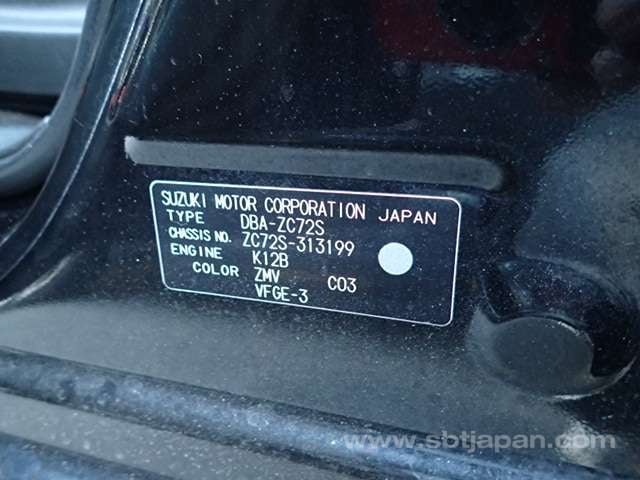 SUZUKI MOTOR CORPORATION JAPAN
TYPE DBA-ZC72S
CHASSIS NO. ZC72S-313199
ENGINE K12B
COLOR ZMV C03
VFGE-3
www.sbtjapan.com